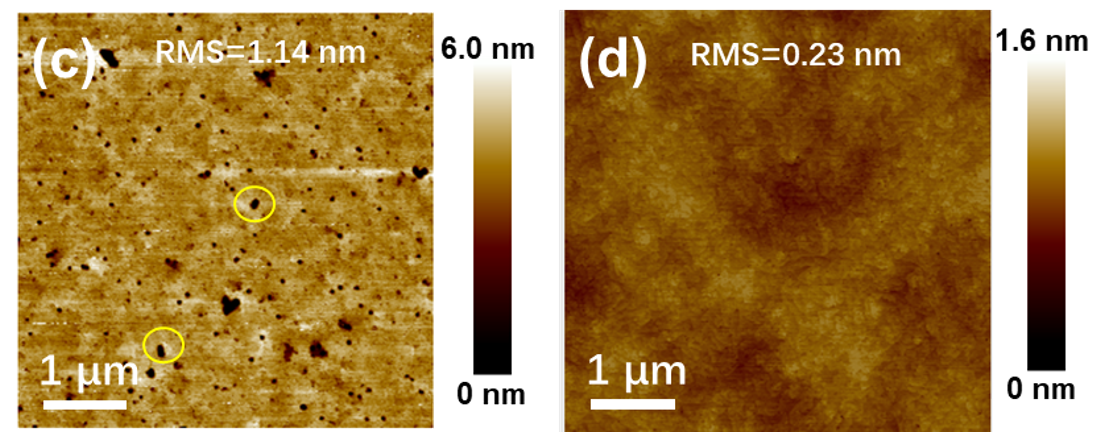 (c) RMS=1.14 nm
6.0 nm
1 μm
0 nm
(d) RMS=0.23 nm
1.6 nm
1 μm
0 nm